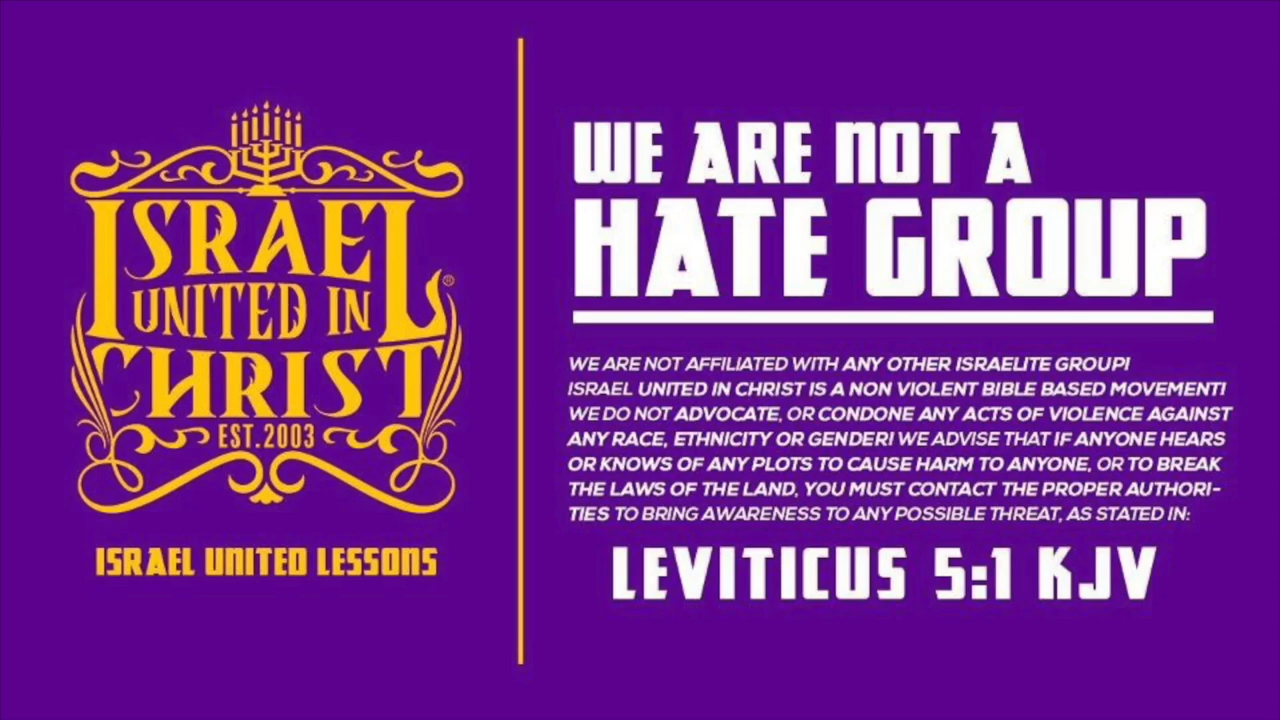 ISRAEL
UNITED IN
CHRIST
EST. 2003
®
ISRAEL UNITED LESSONS
WE ARE NOT A
HATE GROUP
WE ARE NOT AFFILIATED WITH ANY OTHER ISRAELITE GROUP!
ISRAEL UNITED IN CHRIST IS A NON VIOLENT BIBLE BASED MOVEMENT!
WE DO NOT ADVOCATE, OR CONDONE ANY ACTS OF VIOLENCE AGAINST
ANY RACE, ETHNICITY OR GENDER! WE ADVISE THAT IF ANYONE HEARS
OR KNOWS OF ANY PLOTS TO CAUSE HARM TO ANYONE, OR TO BREAK
THE LAWS OF THE LAND, YOU MUST CONTACT THE PROPER AUTHORI-
TIES TO BRING AWARENESS TO ANY POSSIBLE THREAT, AS STATED IN:
LEVITICUS 5:1 KJV